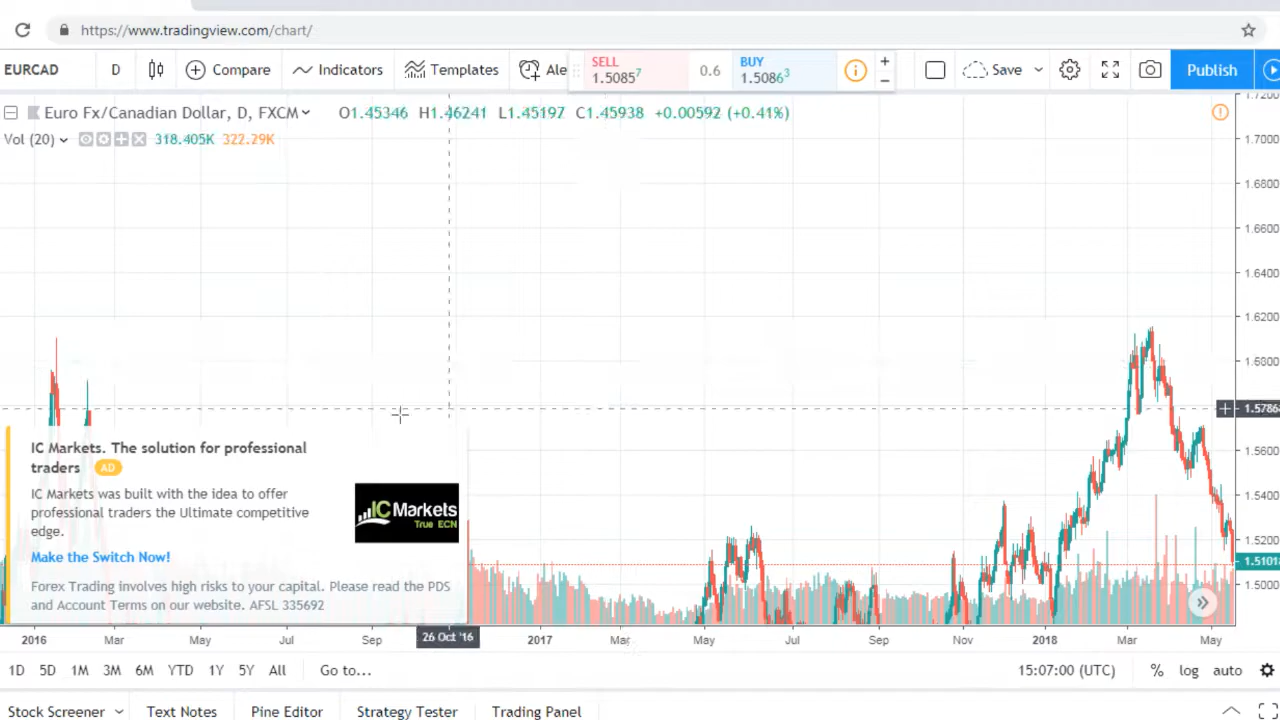 https://www.tradingview.com/chart/
EURCAD D Compare Indicators Templates Ale SELL 1.50857 0.6 BUY 1.50863 + − Save Publish
Euro Fx/Canadian Dollar, D, FXCM O1.45346 H1.46241 L1.45197 C1.45938 +0.00592 (+0.41%)
Vol (20) 318.405K 322.29K
1.7200
1.7000
1.6800
1.6600
1.6400
1.6200
1.6000
1.5786
1.5600
1.5400
1.5200
1.5101
1.5000
IC Markets. The solution for professional
traders AD
IC Markets was built with the idea to offer
professional traders the Ultimate competitive
edge.
Make the Switch Now!
Forex Trading involves high risks to your capital. Please read the PDS
and Account Terms on our website. AFSL 335692
IC Markets
True ECN
2016 Mar May Jul Sep 26 Oct '16 2017 Mar May Jul Sep Nov 2018 Mar May
1D 5D 1M 3M 6M YTD 1Y 5Y All Go to... 15:07:00 (UTC) % log auto
Stock Screener Text Notes Pine Editor Strategy Tester Trading Panel